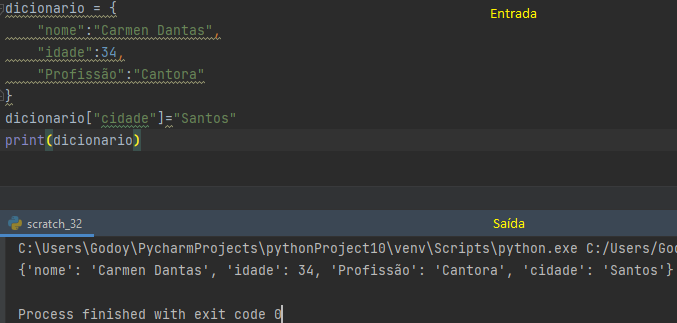 dicionario = {
Entrada
"nome":"Carmen Dantas",
"idade":34,
"Profissão":"Cantora"
}
dicionario["cidade"]="Santos"
print(dicionario)
scratch_32
Saída
C:\Users\Godoy\PycharmProjects\pythonProject10\venv\Scripts\python.exe C:/Users/God
{'nome': 'Carmen Dantas', 'idade': 34, 'Profissão': 'Cantora', 'cidade': 'Santos'}
Process finished with exit code 0